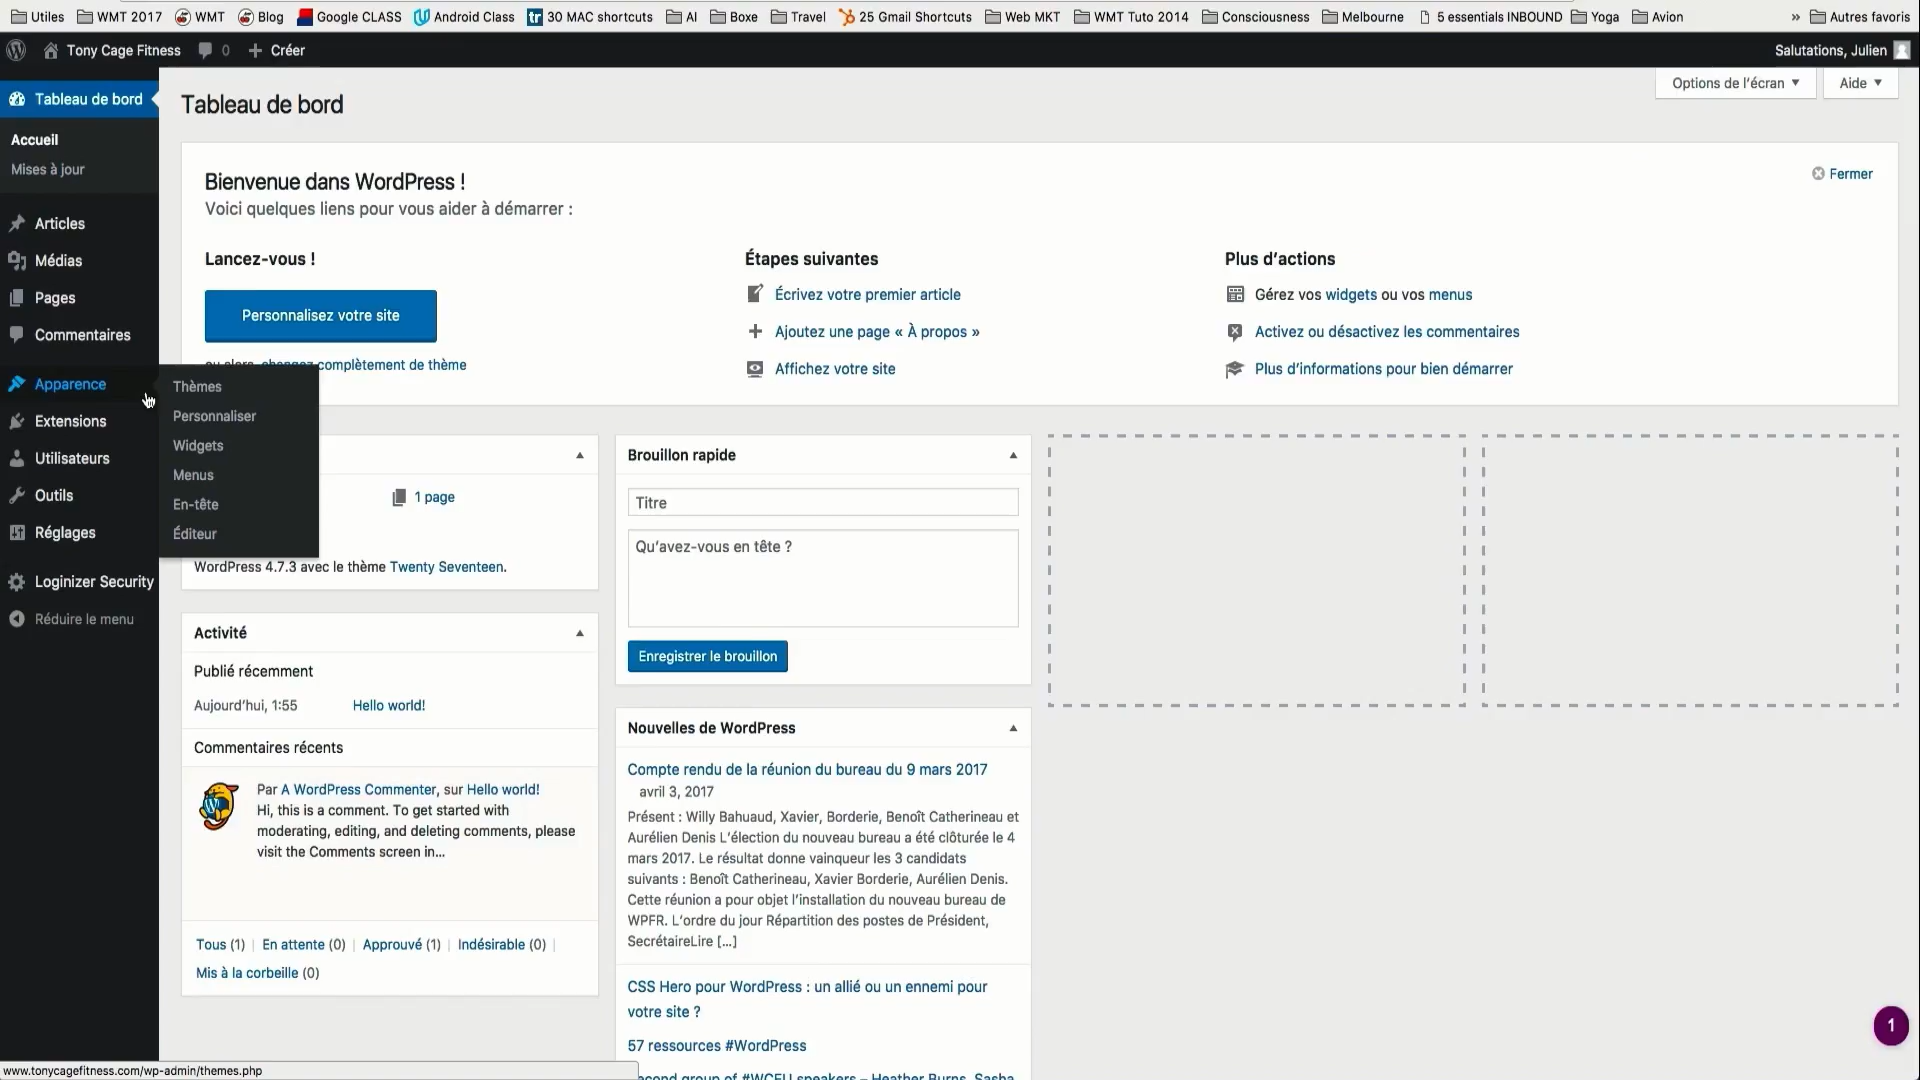 Utiles WMT 2017 WMT Blog Google CLASS Android Class 30 MAC shortcuts AI Boxe Travel 25 Gmail Shortcuts Web MKT WMT Tuto 2014 Consciousness Melbourne 5 essentials INBOUND Yoga Avion » Autres favoris
Tony Cage Fitness 0 + Créer Salutations, Julien
Tableau de bord
Accueil
Mises à jour
Articles
Médias
Pages
Commentaires
Apparence
Extensions
Utilisateurs
Outils
Réglages
Loginizer Security
Réduire le menu
Thèmes
Personnaliser
Widgets
Menus
En-tête
Éditeur
Tableau de bord
Options de l'écran Aide
Bienvenue dans WordPress !
Fermer
Voici quelques liens pour vous aider à démarrer :
Lancez-vous !
Personnalisez votre site
ou alors, changez complètement de thème
Étapes suivantes
Écrivez votre premier article
Ajoutez une page « À propos »
Affichez votre site
Plus d'actions
Gérez vos widgets ou vos menus
Activez ou désactivez les commentaires
Plus d'informations pour bien démarrer
1 page
WordPress 4.7.3 avec le thème Twenty Seventeen.
Activité
Publié récemment
Aujourd'hui, 1:55 Hello world!
Commentaires récents
Par A WordPress Commenter, sur Hello world!
Hi, this is a comment. To get started with
moderating, editing, and deleting comments, please
visit the Comments screen in...
Tous (1) | En attente (0) | Approuvé (1) | Indésirable (0) |
Mis à la corbeille (0)
Brouillon rapide
Titre
Qu'avez-vous en tête ?
Enregistrer le brouillon
Nouvelles de WordPress
Compte rendu de la réunion du bureau du 9 mars 2017
avril 3, 2017
Présent : Willy Bahuaud, Xavier, Borderie, Benoît Catherineau et
Aurélien Denis L'élection du nouveau bureau a été clôturée le 4
mars 2017. Le résultat donne vainqueur les 3 candidats
suivants : Benoît Catherineau, Xavier Borderie, Aurélien Denis.
Cette réunion a pour objet l'installation du nouveau bureau de
WPFR. L'ordre du jour Répartition des postes de Président,
SecrétaireLire [...]
CSS Hero pour WordPress : un allié ou un ennemi pour
votre site ?
57 ressources #WordPress
second group of #WCEU speakers – Heather Burns, Sasha
1
www.tonycagefitness.com/wp-admin/themes.php